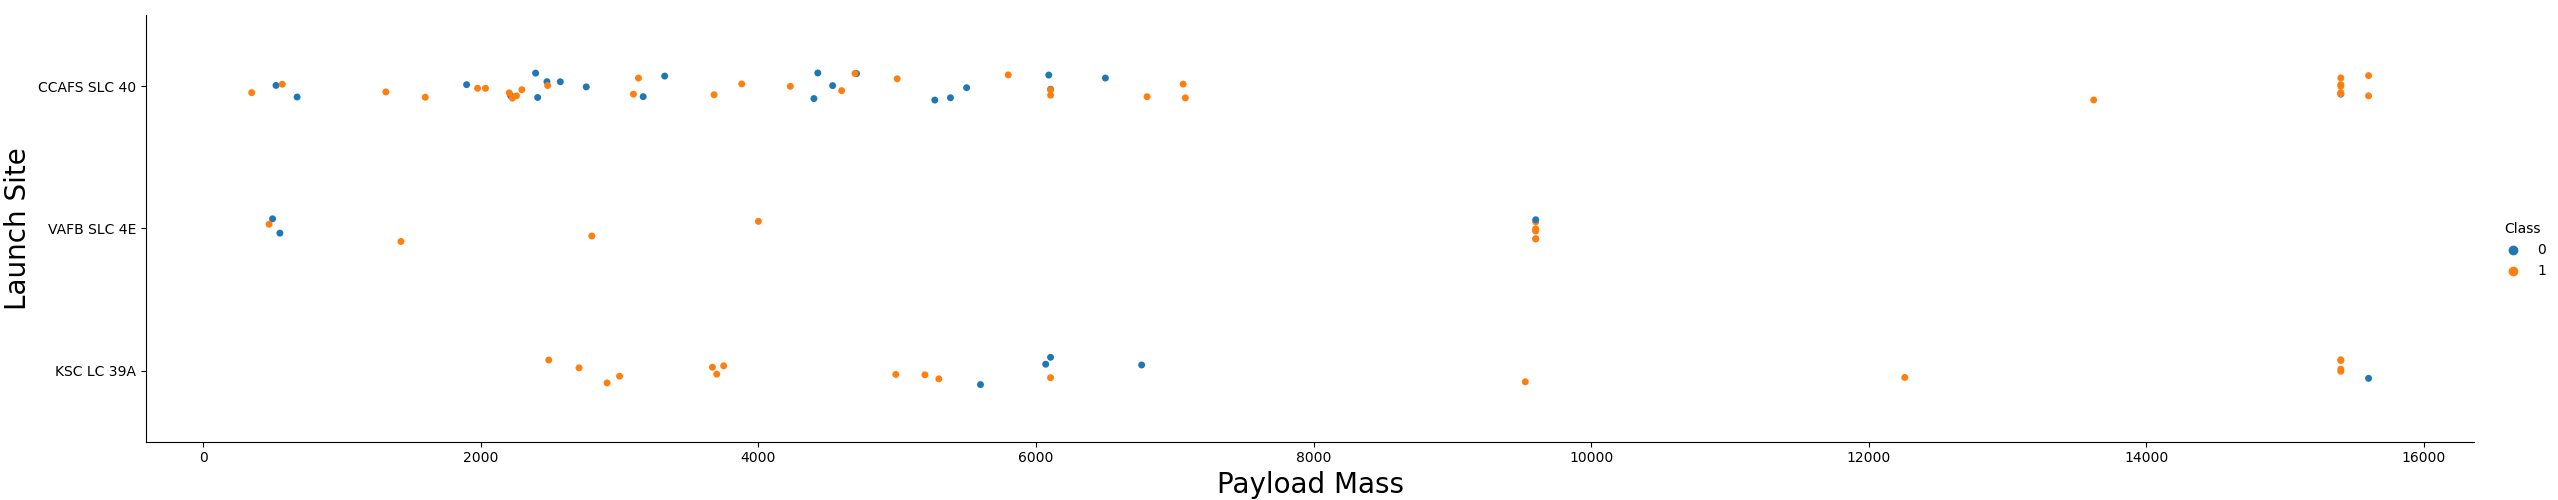 Launch Site
CCAFS SLC 40
VAFB SLC 4E
KSC LC 39A
0 2000 4000 6000 8000 10000 12000 14000 16000
Payload Mass
Class
0
1